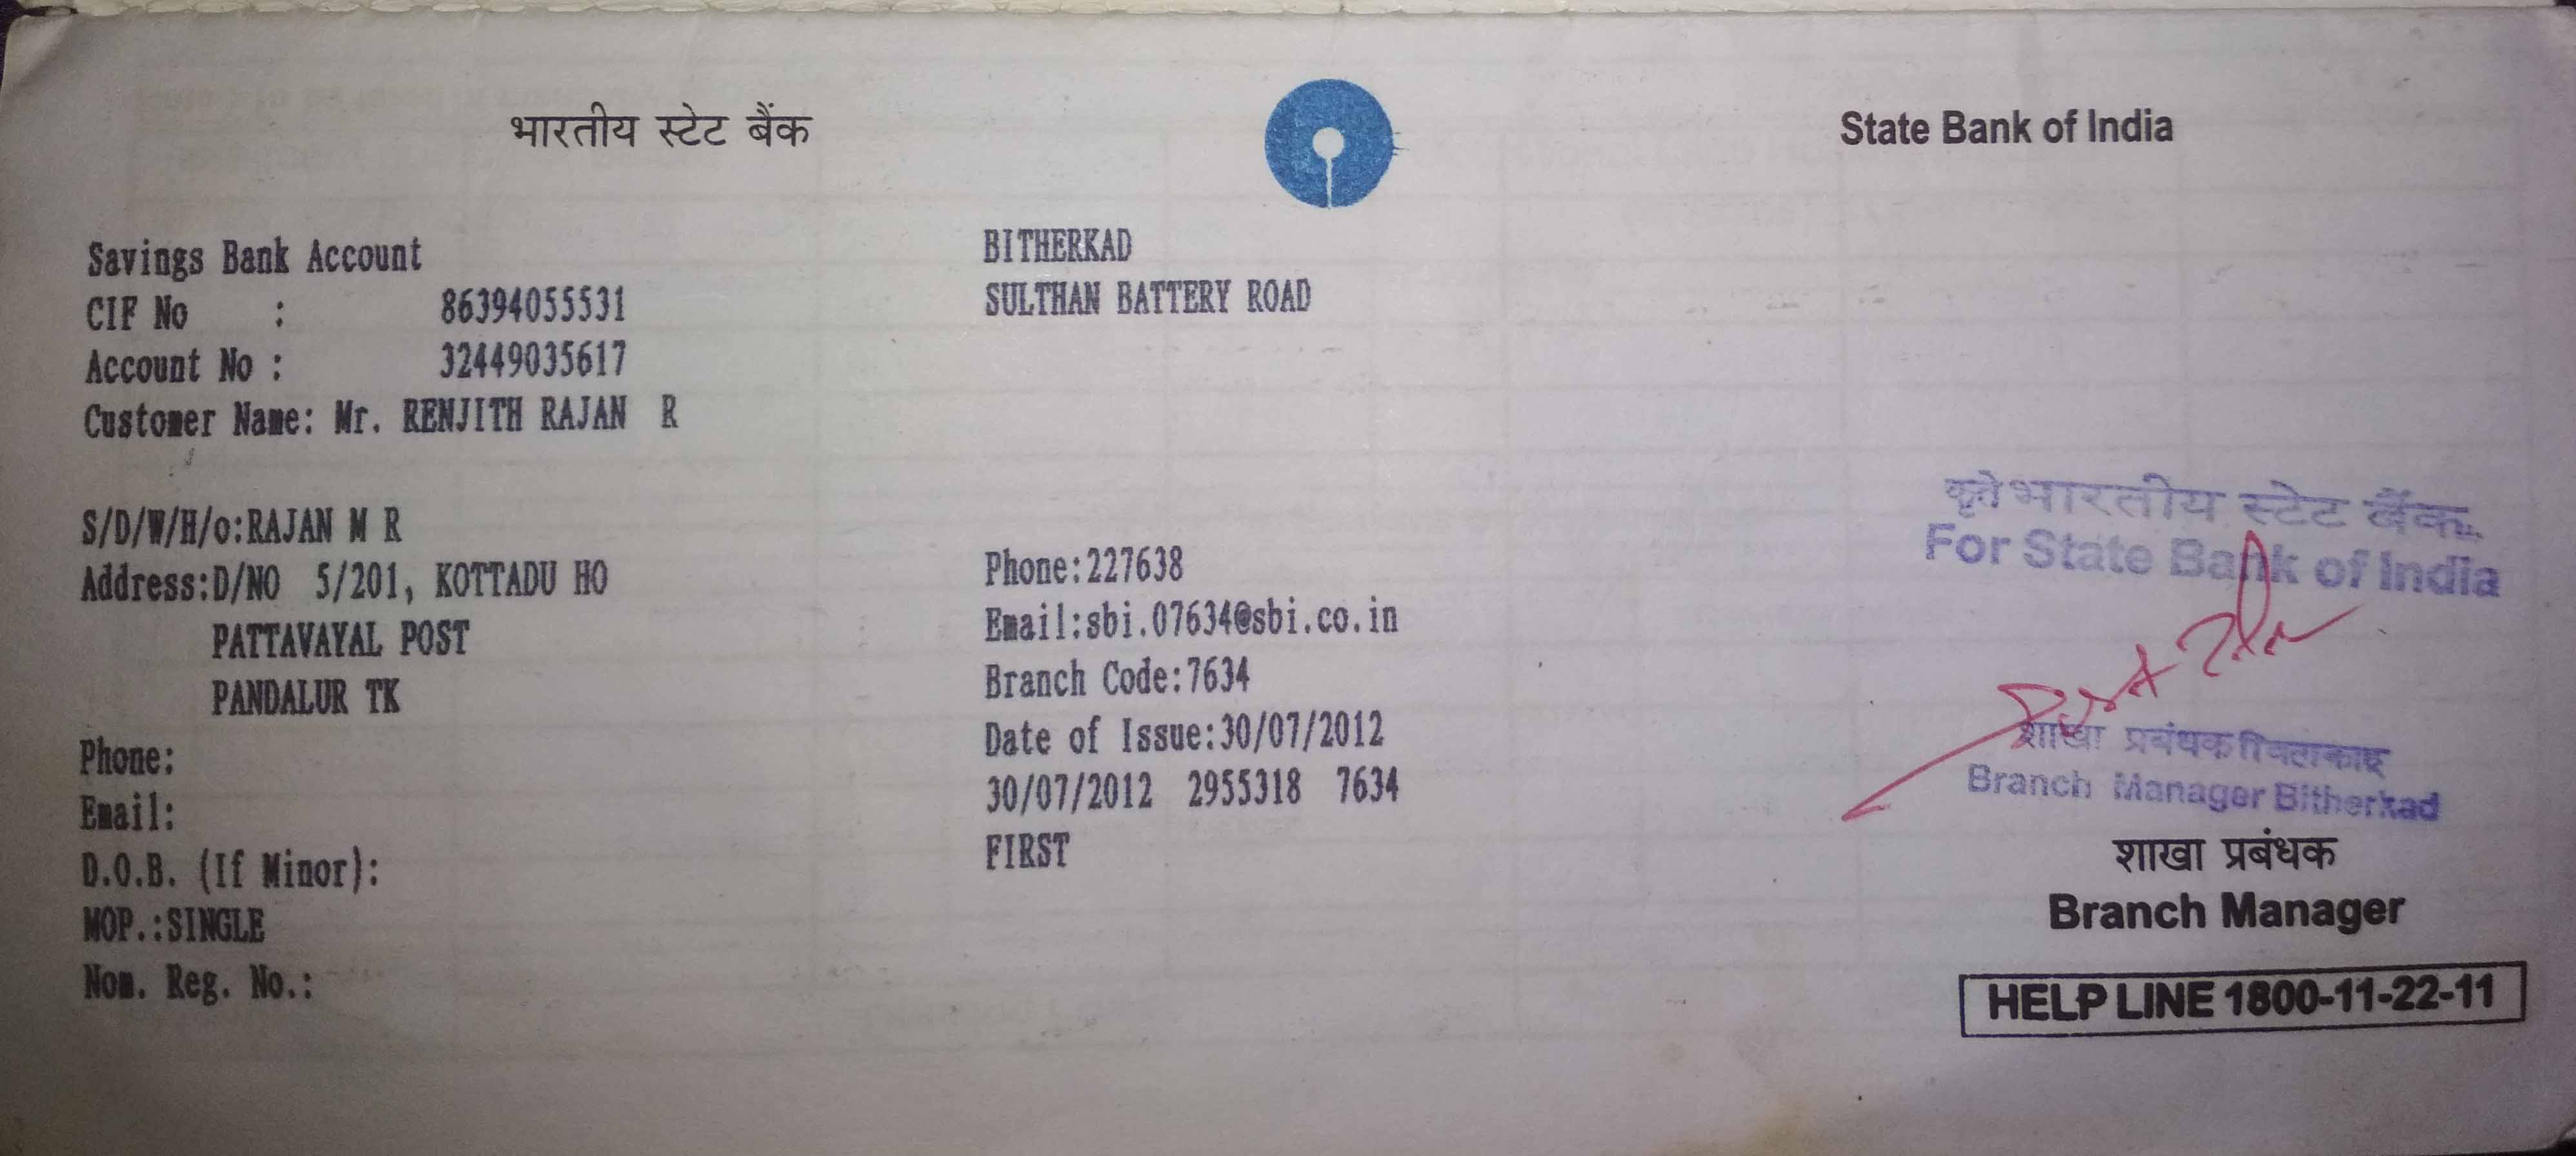 भारतीय स्टेट बैंक
State Bank of India
Savings Bank Account
CIF No : 86394055531
Account No : 32449035617
Customer Name: Mr. RENJITH RAJAN R
S/D/W/H/o:RAJAN M R
Address:D/NO 5/201, KOTTADU HO
PATTAVAYAL POST
PANDALUR TK
Phone:
Email:
D.O.B. (If Minor):
MOP.:SINGLE
Nom. Reg. No.:
BITHERKAD
SULTHAN BATTERY ROAD
Phone:227638
Email:sbi.07634@sbi.co.in
Branch Code:7634
Date of Issue:30/07/2012
30/07/2012 2955318 7634
FIRST
कृते भारतीय स्टेट बैंक
For State Bank of India
शाखा प्रबंधक
Branch Manager Bitherkad
शाखा प्रबंधक
Branch Manager
HELP LINE 1800-11-22-11